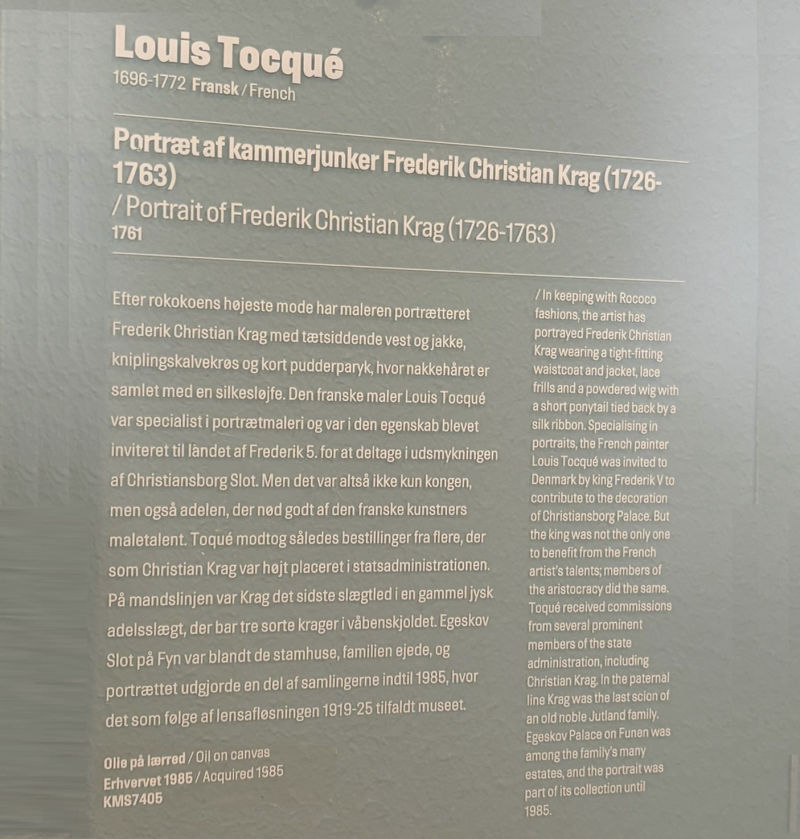 Louis Tocqué
1696-1772 Fransk / French
Portræt af kammerjunker Frederik Christian Krag (1726-
1763)
/ Portrait of Frederik Christian Krag (1726-1763)
1761
Efter rokokoens højeste mode har maleren portrætteret
Frederik Christian Krag med tætsiddende vest og jakke,
kniplingskalvekrøs og kort pudderparyk, hvor nakkehåret er
samlet med en silkesløjfe. Den franske maler Louis Tocqué
var specialist i portrætmaleri og var i den egenskab blevet
inviteret til landet af Frederik 5. for at deltage i udsmykningen
af Christiansborg Slot. Men det var altså ikke kun kongen,
men også adelen, der nød godt af den franske kunstners
maletalent. Toqué modtog således bestillinger fra flere, der
som Christian Krag var højt placeret i statsadministrationen.
På mandslinjen var Krag det sidste slægtled i en gammel jysk
adelsslægt, der bar tre sorte krager i våbenskjoldet. Egeskov
Slot på Fyn var blandt de stamhuse, familien ejede, og
portrættet udgjorde en del af samlingerne indtil 1985, hvor
det som følge af lensafløsningen 1919-25 tilfaldt museet.
/ In keeping with Rococo
fashions, the artist has
portrayed Frederik Christian
Krag wearing a tight-fitting
waistcoat and jacket, lace
frills and a powdered wig with
a short ponytail tied back by a
silk ribbon. Specialising in
portraits, the French painter
Louis Tocqué was invited to
Denmark by king Frederik V to
contribute to the decoration
of Christiansborg Palace. But
the king was not the only one
to benefit from the French
artist's talents; members of
the aristocracy did the same.
Toqué received commissions
from several prominent
members of the state
administration, including
Christian Krag. In the paternal
line Krag was the last scion of
an old noble Jutland family.
Egeskov Palace on Funen was
among the family's many
estates, and the portrait was
part of its collection until
1985.
Olie på lærred / Oil on canvas
Erhvervet 1985 / Acquired 1985
KMS7405